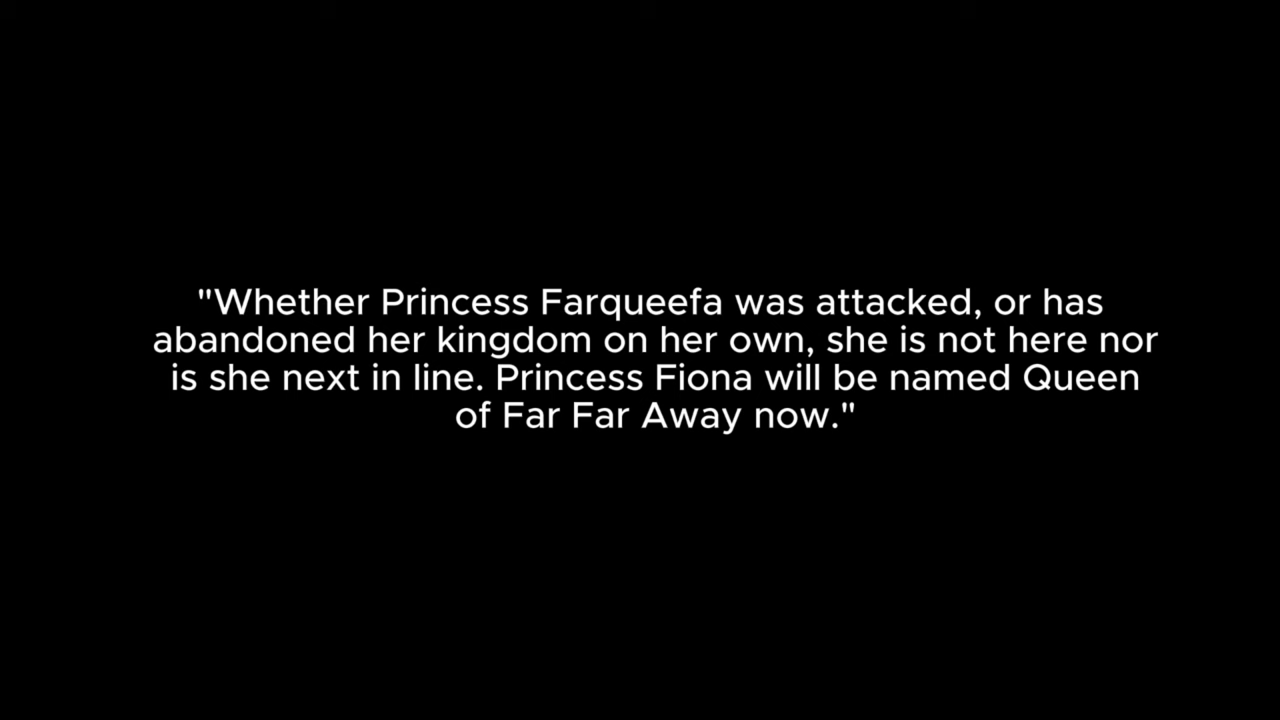 "Whether Princess Farqueefa was attacked, or has
abandoned her kingdom on her own, she is not here nor
is she next in line. Princess Fiona will be named Queen
of Far Far Away now."